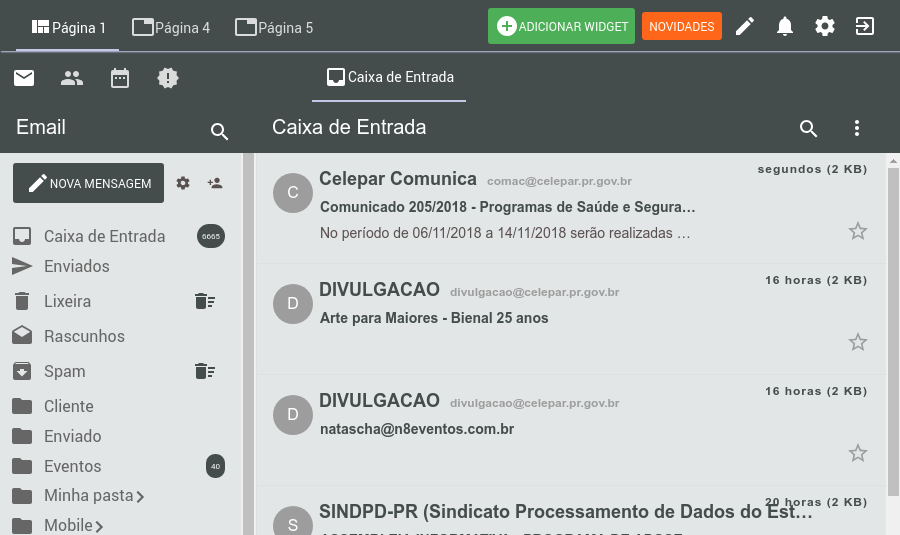 Página 1 Página 4 Página 5 ADICIONAR WIDGET NOVIDADES
Caixa de Entrada
Email
Caixa de Entrada
NOVA MENSAGEM
Caixa de Entrada 6665
Enviados
Lixeira
Rascunhos
Spam
Cliente
Enviado
Eventos 40
Minha pasta
Mobile
C Celepar Comunica comac@celepar.pr.gov.br segundos (2 KB)
Comunicado 205/2018 - Programas de Saúde e Segura…
No período de 06/11/2018 a 14/11/2018 serão realizadas …
D DIVULGACAO divulgacao@celepar.pr.gov.br 16 horas (2 KB)
Arte para Maiores - Bienal 25 anos
D DIVULGACAO divulgacao@celepar.pr.gov.br 16 horas (2 KB)
natascha@n8eventos.com.br
S SINDPD-PR (Sindicato Processamento de Dados do Est… 20 horas (2 KB)